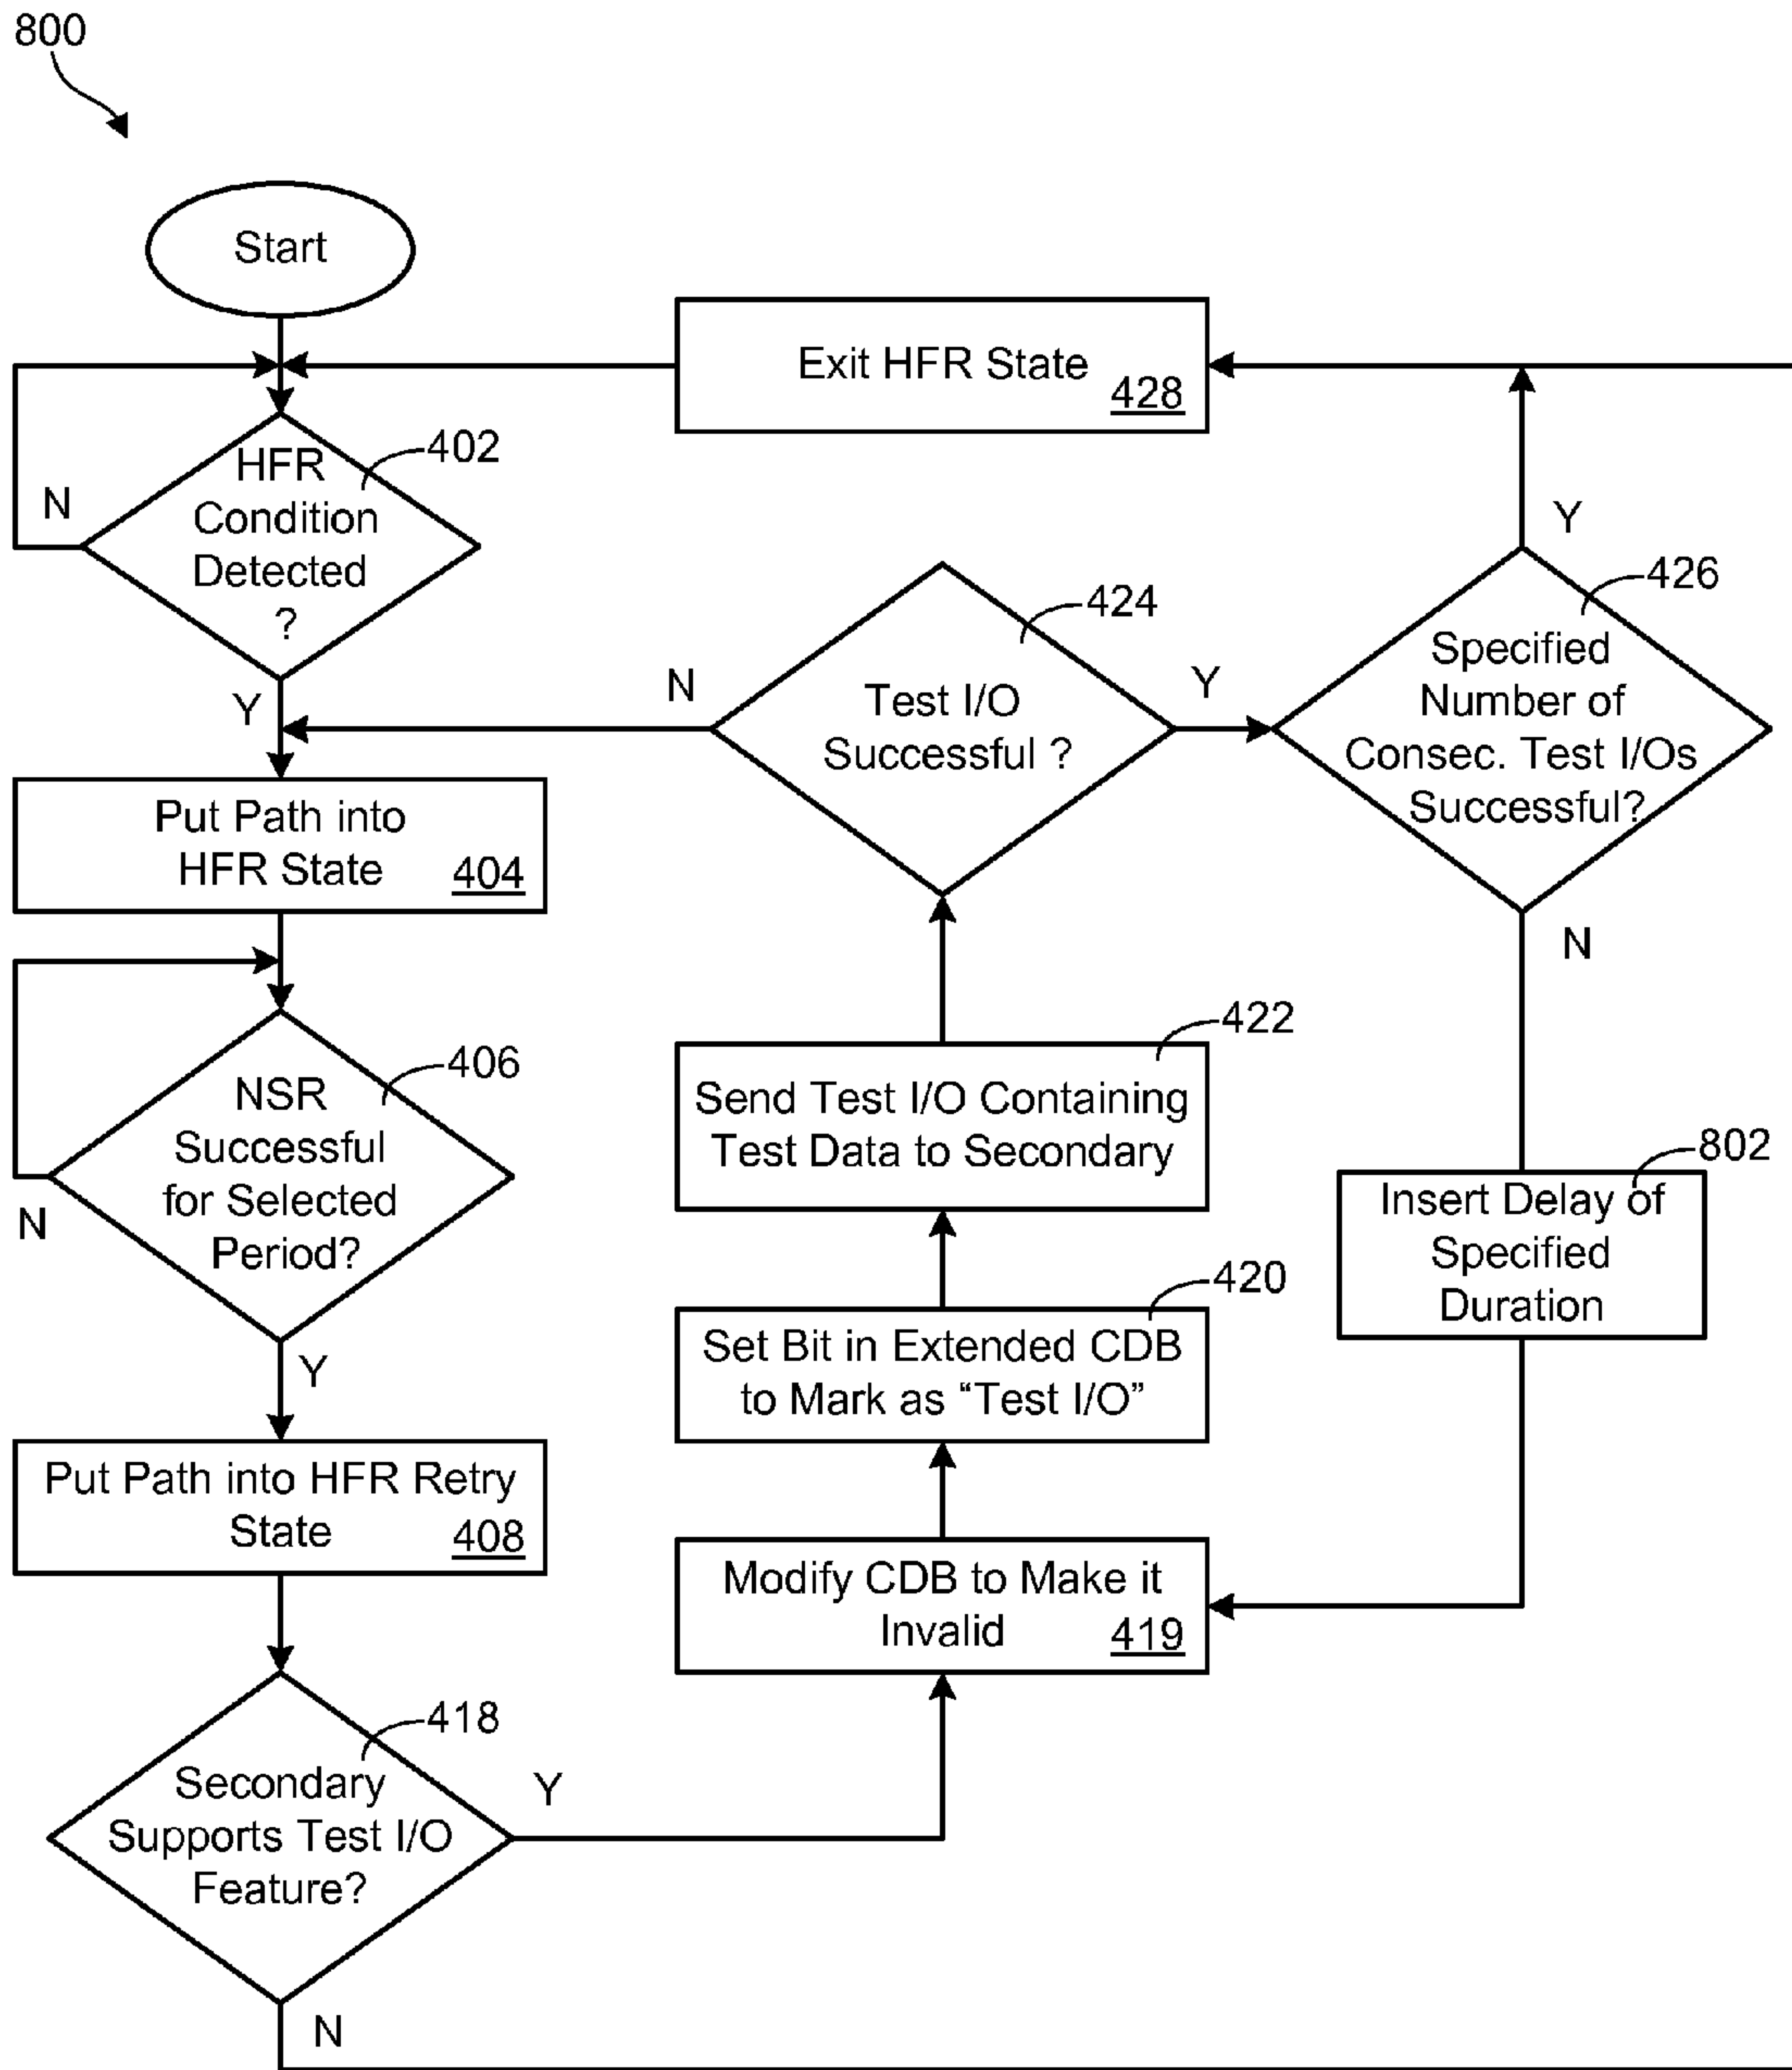 800
Start
Exit HFR State
428
HFR
Condition
Detected
?
402
N
Y
Put Path into
HFR State
404
NSR
Successful
for Selected
Period?
406
N
Y
Put Path into HFR Retry
State
408
Secondary
Supports Test I/O
Feature?
418
Y
N
Modify CDB to Make it
Invalid
419
Set Bit in Extended CDB
to Mark as “Test I/O”
420
Send Test I/O Containing
Test Data to Secondary
422
Test I/O
Successful ?
424
N
Y
Specified
Number of
Consec. Test I/Os
Successful?
426
Y
N
Insert Delay of
Specified
Duration
802